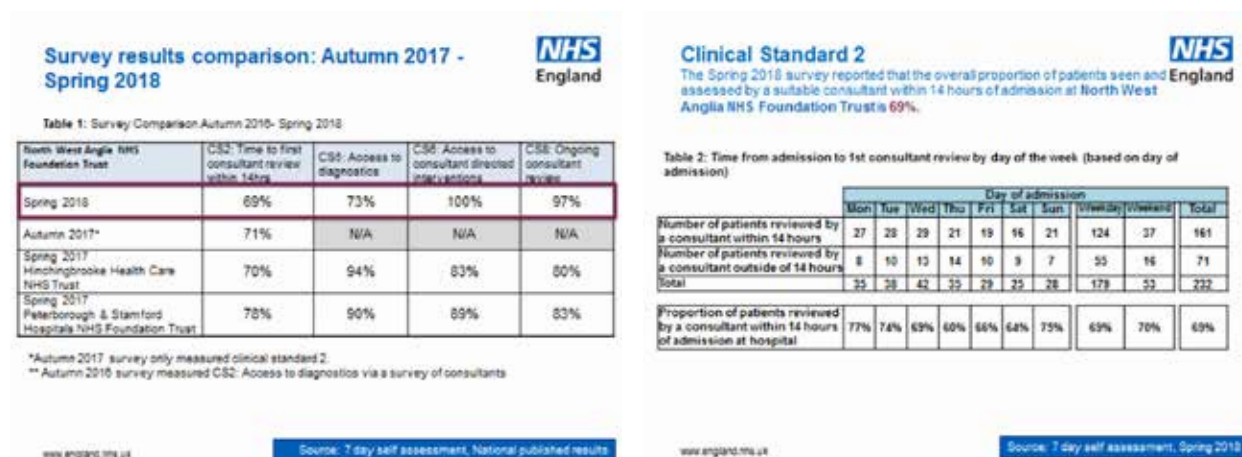 Survey results comparison: Autumn 2017 -
Spring 2018
NHS
England
Table 1: Survey Comparison Autumn 2016- Spring 2018
North West Anglia NHS
Foundation Trust
CS2: Time to first
consultant review
within 14hrs
CS5: Access to
diagnostics
CS6: Access to
consultant directed
interventions
CS8: Ongoing
consultant
review
Spring 2018 69% 73% 100% 97%
Autumn 2017* 71% N/A N/A N/A
Spring 2017
Hinchingbrooke Health Care
NHS Trust
70% 94% 83% 80%
Spring 2017
Peterborough & Stamford
Hospitals NHS Foundation Trust
78% 90% 89% 83%
*Autumn 2017 survey only measured clinical standard 2.
** Autumn 2016 survey measured CS2: Access to diagnostics via a survey of consultants
www.england.nhs.uk
Source: 7 day self assessment, National published results
Clinical Standard 2
NHS
England
The Spring 2018 survey reported that the overall proportion of patients seen and
assessed by a suitable consultant within 14 hours of admission at North West
Anglia NHS Foundation Trust is 69%.
Table 2: Time from admission to 1st consultant review by day of the week (based on day of
admission)
Day of admission
Mon Tue Wed Thu Fri Sat Sun Weekday Weekend Total
Number of patients reviewed by
a consultant within 14 hours
27 28 29 21 19 16 21 124 37 161
Number of patients reviewed by
a consultant outside of 14 hours
8 10 13 14 10 9 7 55 16 71
Total 35 38 42 35 29 25 28 179 53 232
Proportion of patients reviewed
by a consultant within 14 hours
of admission at hospital
77% 74% 69% 60% 66% 64% 75% 69% 70% 69%
www.england.nhs.uk
Source: 7 day self assessment, Spring 2018